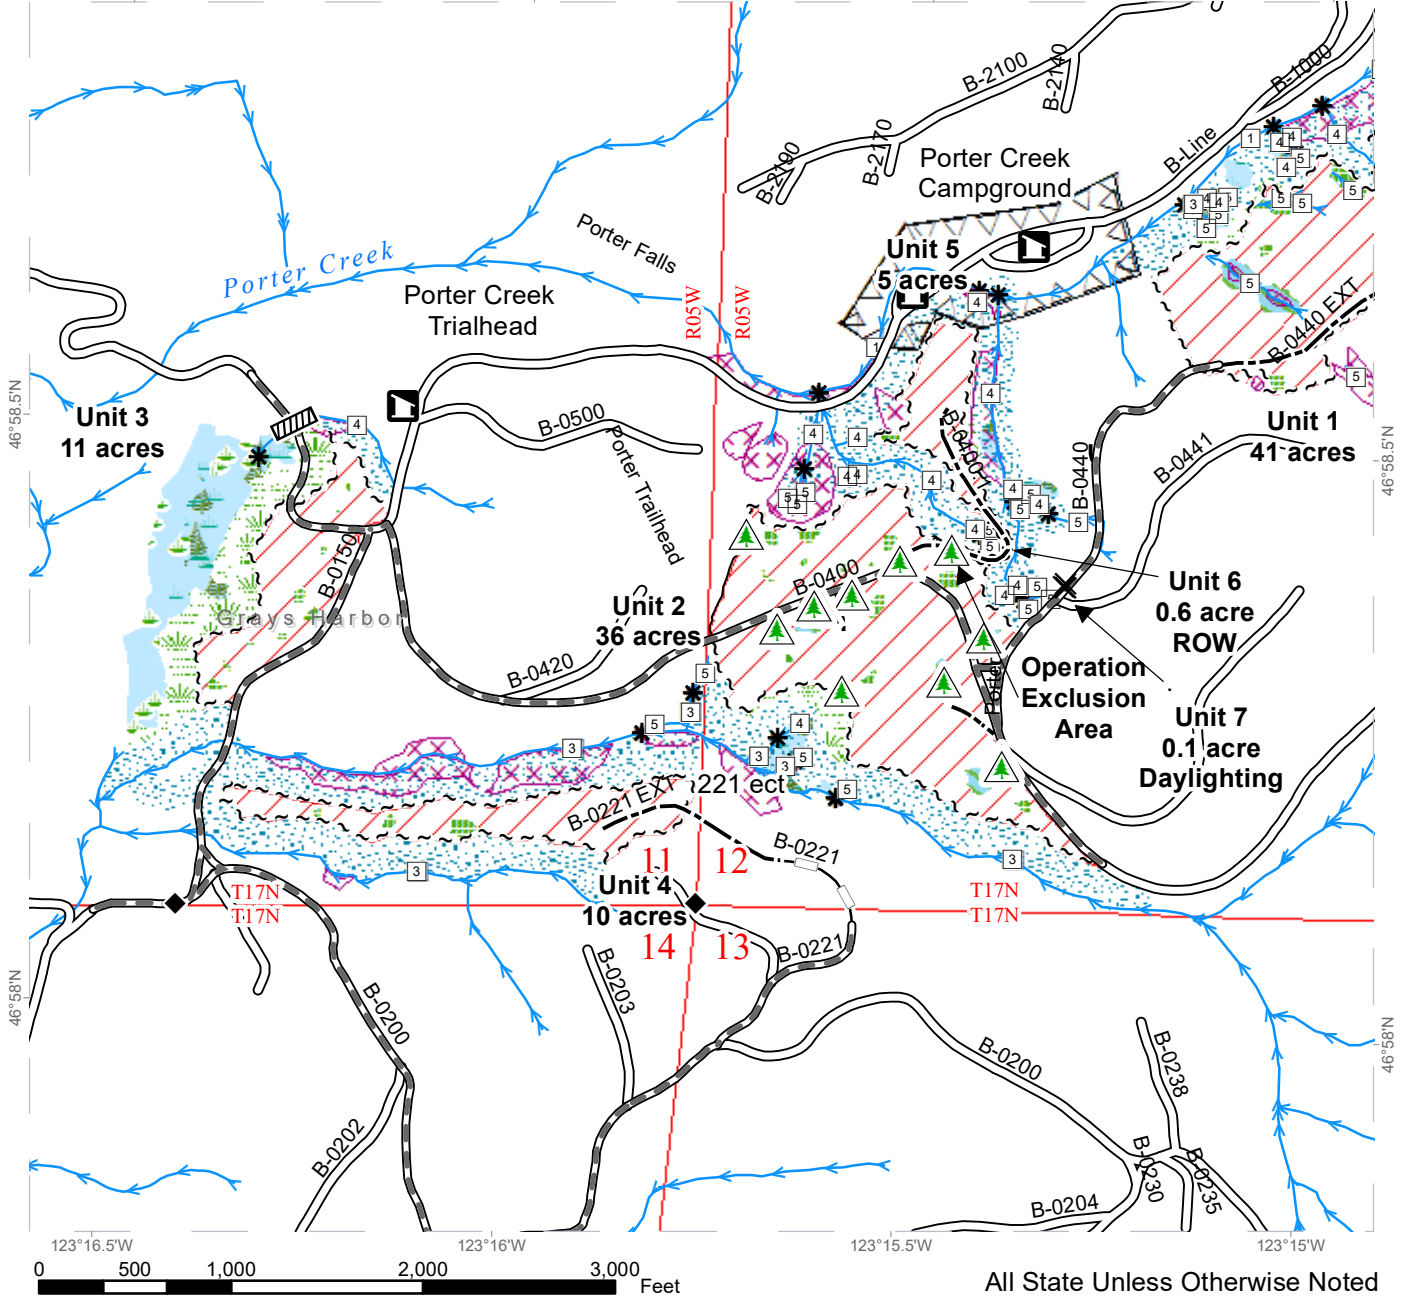 B-2100
B-2140
B-1000
B-2190
B-2170
B-Line
Porter Creek
Campground
Porter Falls
Porter Creek
Unit 5
5 acres
Porter Creek
Trialhead
R05W
R05W
B-0440 EXT
46°58.5'N
Unit 3
11 acres
B-0500
Porter Trailhead
B-0400
B-0440
B-0441
Unit 1
41 acres
46°58.5'N
B-0150
Grays Harbor
Unit 2
36 acres
B-0400
Unit 6
0.6 acre
ROW
B-0420
Porter
Operation
Exclusion
Area
Unit 7
0.1 acre
Daylighting
221 ect
B-0221 EXT
B-0221
11
12
T17N
T17N
Unit 4
10 acres
T17N
T17N
14
13
B-0221
46°58'N
B-0200
B-0203
B-0200
B-0238
46°58'N
B-0202
B-0204
B-0230
B-0235
123°16.5'W
123°16'W
123°15.5'W
123°15'W
0 500 1,000 2,000 3,000
Feet
All State Unless Otherwise Noted